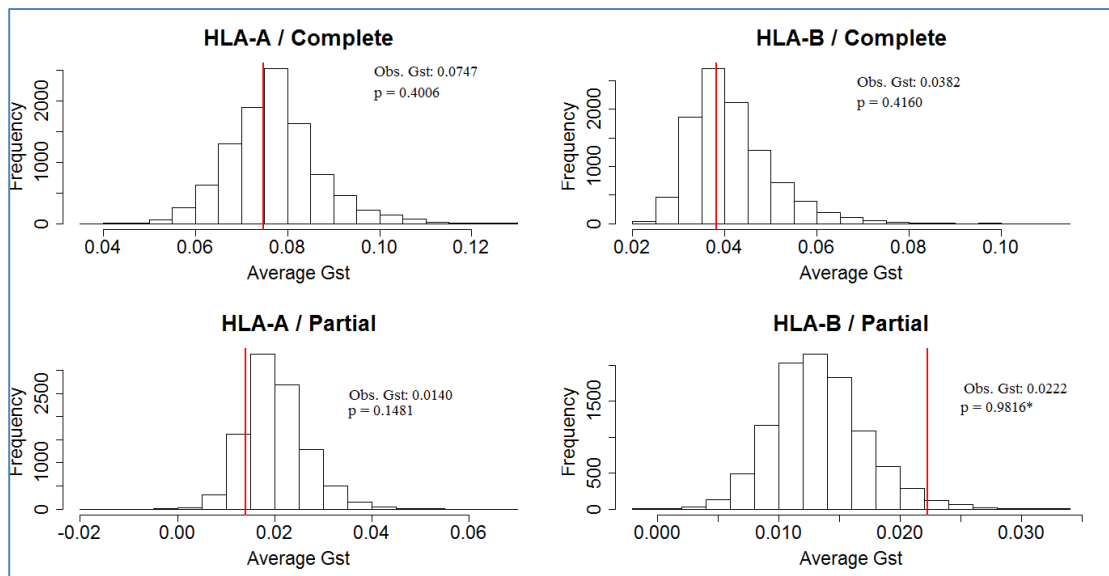 HLA-A / Complete
Obs. Gst: 0.0747
p = 0.4006
Frequency
0 1000 2000
0.04 0.06 0.08 0.10 0.12
Average Gst
HLA-B / Complete
Obs. Gst: 0.0382
p = 0.4160
Frequency
0 1000 2000
0.02 0.04 0.06 0.08 0.10
Average Gst
HLA-A / Partial
Obs. Gst: 0.0140
p = 0.1481
Frequency
0 1000 2500
-0.02 0.00 0.02 0.04 0.06
Average Gst
HLA-B / Partial
Obs. Gst: 0.0222
p = 0.9816*
Frequency
0 500 1500
0.000 0.010 0.020 0.030
Average Gst